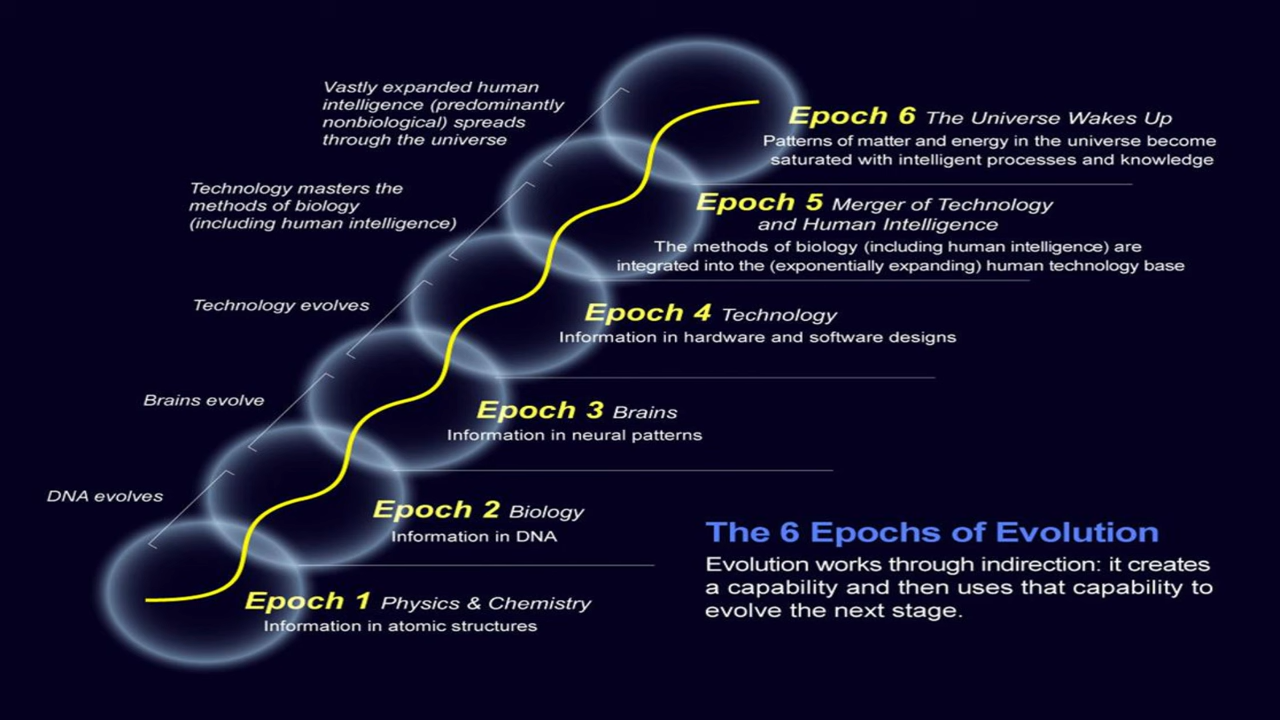 Vastly expanded human
intelligence (predominantly
nonbiological) spreads
through the universe
Epoch 6 The Universe Wakes Up
Patterns of matter and energy in the universe become
saturated with intelligent processes and knowledge
Technology masters the
methods of biology
(including human intelligence)
Epoch 5 Merger of Technology
and Human Intelligence
The methods of biology (including human intelligence) are
integrated into the (exponentially expanding) human technology base
Technology evolves
Epoch 4 Technology
Information in hardware and software designs
Brains evolve
Epoch 3 Brains
Information in neural patterns
DNA evolves
Epoch 2 Biology
Information in DNA
Epoch 1 Physics & Chemistry
Information in atomic structures
The 6 Epochs of Evolution
Evolution works through indirection: it creates
a capability and then uses that capability to
evolve the next stage.